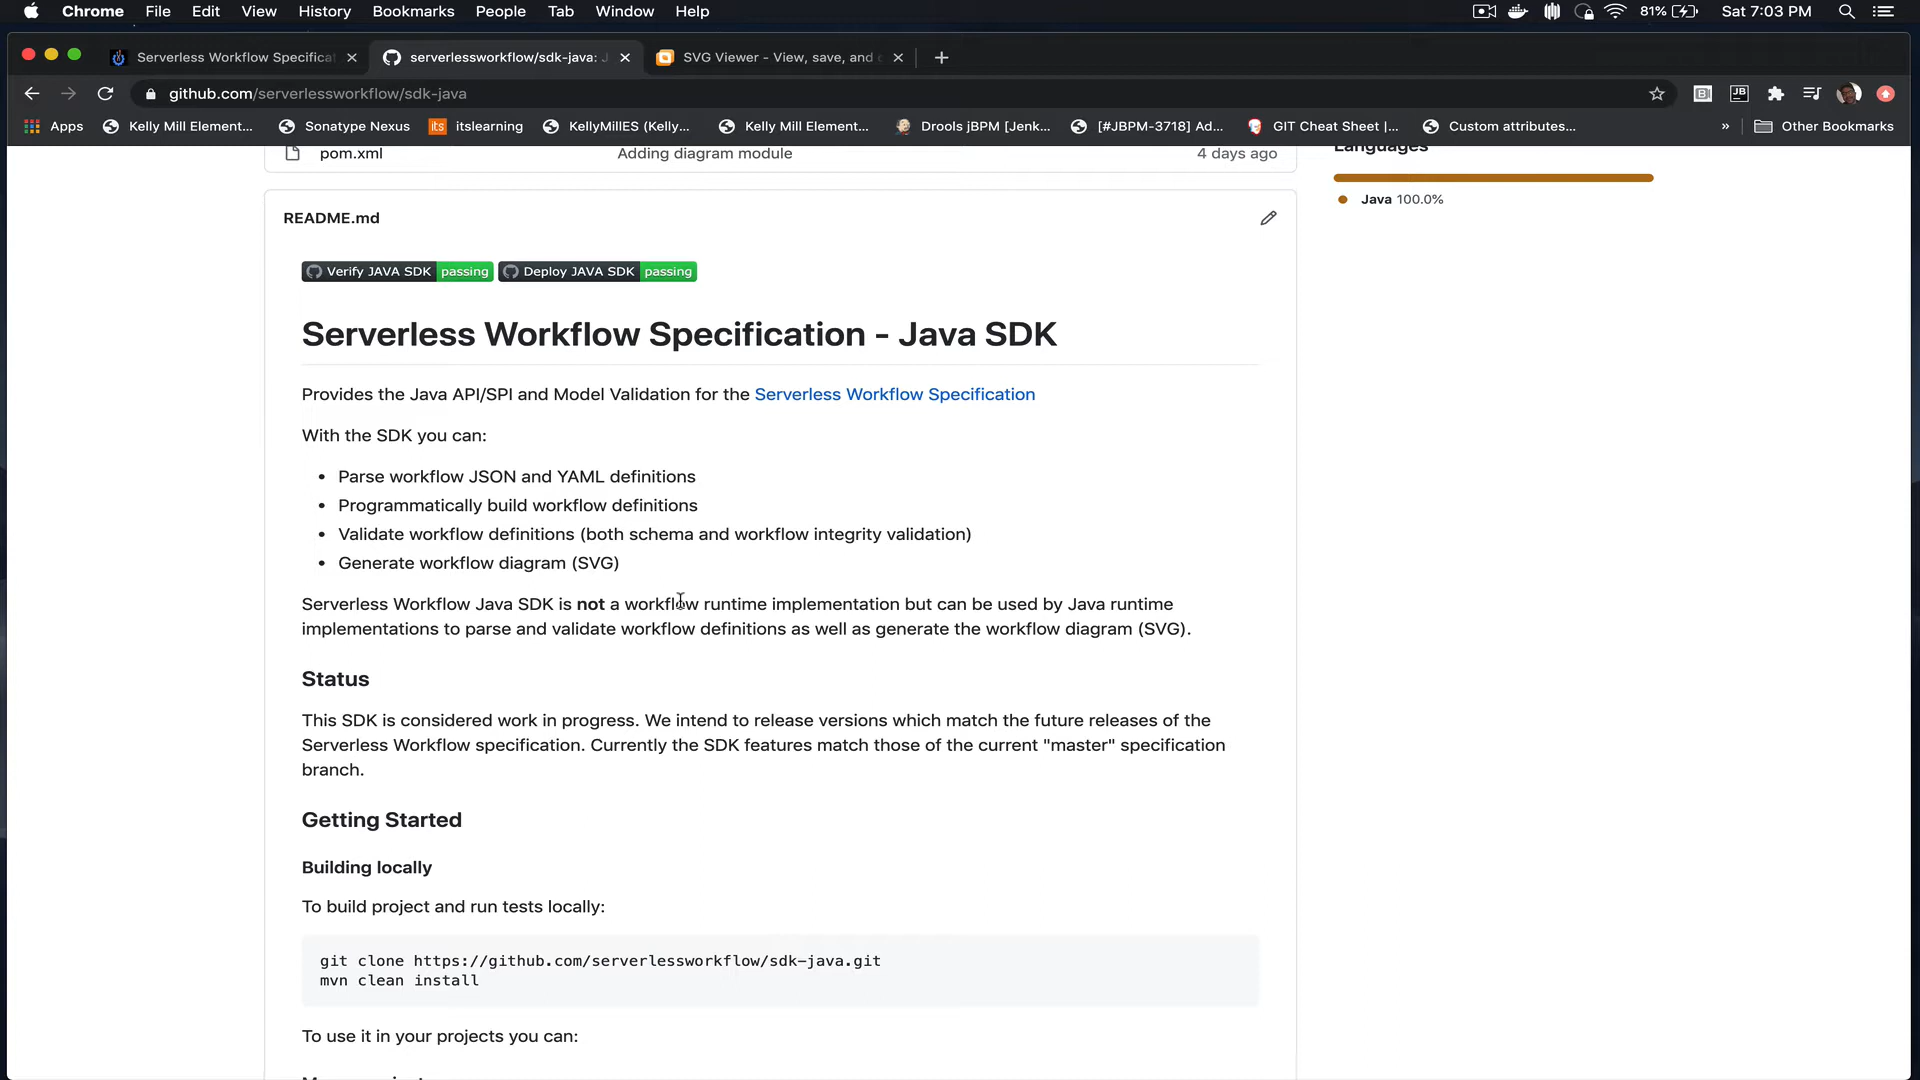 Chrome File Edit View History Bookmarks People Tab Window Help 81% Sat 7:03 PM
Serverless Workflow Specifica serverlessworkflow/sdk-java: J SVG Viewer - View, save, and c
github.com/serverlessworkflow/sdk-java
Apps Kelly Mill Element... Sonatype Nexus its itslearning KellyMillES (Kelly... Kelly Mill Element... Drools jBPM [Jenk... [#JBPM-3718] Ad... GIT Cheat Sheet |... Custom attributes... » Other Bookmarks
pom.xml Adding diagram module 4 days ago
Languages
Java 100.0%
README.md
Verify JAVA SDK passing Deploy JAVA SDK passing
Serverless Workflow Specification - Java SDK
Provides the Java API/SPI and Model Validation for the Serverless Workflow Specification
With the SDK you can:
• Parse workflow JSON and YAML definitions
• Programmatically build workflow definitions
• Validate workflow definitions (both schema and workflow integrity validation)
• Generate workflow diagram (SVG)
Serverless Workflow Java SDK is not a workflow runtime implementation but can be used by Java runtime
implementations to parse and validate workflow definitions as well as generate the workflow diagram (SVG).
Status
This SDK is considered work in progress. We intend to release versions which match the future releases of the
Serverless Workflow specification. Currently the SDK features match those of the current "master" specification
branch.
Getting Started
Building locally
To build project and run tests locally:
git clone https://github.com/serverlessworkflow/sdk-java.git
mvn clean install
To use it in your projects you can: